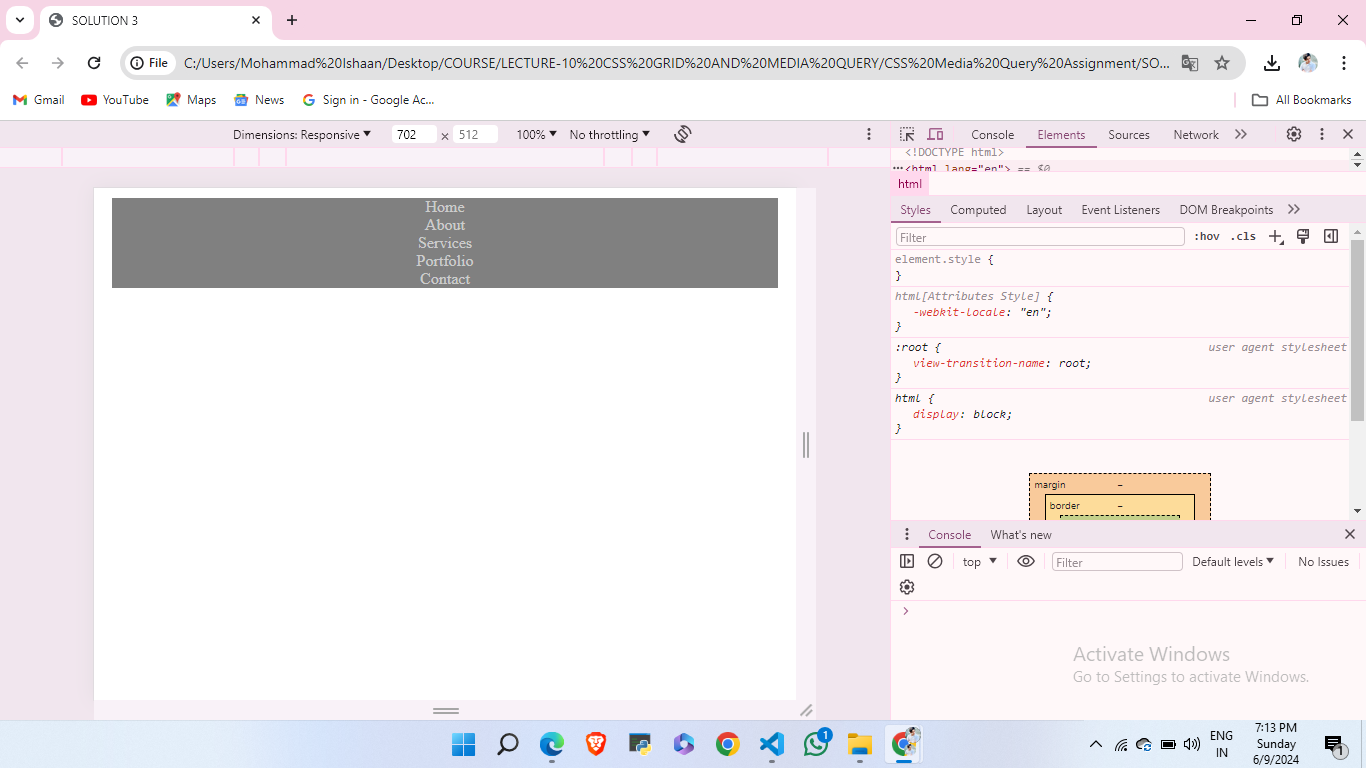 SOLUTION 3
File
C:/Users/Mohammad%20Ishaan/Desktop/COURSE/LECTURE-10%20CSS%20GRID%20AND%20MEDIA%20QUERY/CSS%20Media%20Query%20Assignment/SO...
Gmail YouTube Maps News Sign in - Google Ac... All Bookmarks
Dimensions: Responsive 702 × 512 100% No throttling
Console Elements Sources Network
<!DOCTYPE html>
<html lang="en"> == $0
html
Styles Computed Layout Event Listeners DOM Breakpoints
Filter :hov .cls
element.style {
}
html[Attributes Style] {
-webkit-locale: "en";
}
:root { user agent stylesheet
view-transition-name: root;
}
html { user agent stylesheet
display: block;
}
margin –
border –
Home
About
Services
Portfolio
Contact
Console What's new
top Filter Default levels No Issues
Activate Windows
Go to Settings to activate Windows.
1
ENG
IN
7:13 PM
Sunday
6/9/2024
1